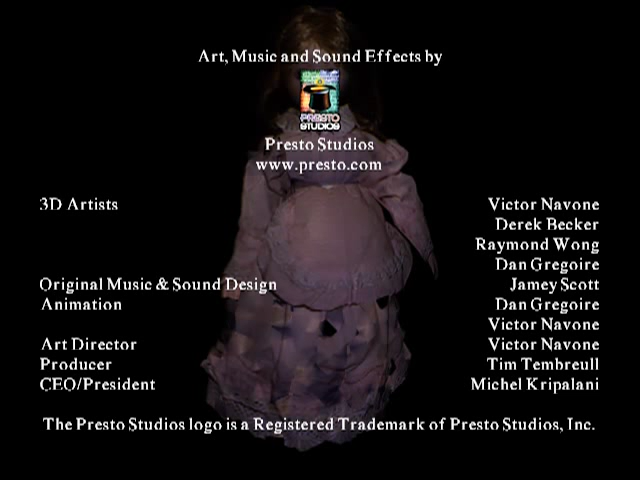 Art, Music and Sound Effects by
PRESTO
STUDIOS
Presto Studios
www.presto.com
3D Artists Victor Navone
Derek Becker
Raymond Wong
Dan Gregoire
Original Music & Sound Design Jamey Scott
Animation Dan Gregoire
Victor Navone
Art Director Victor Navone
Producer Tim Tembreull
CEO/President Michel Kripalani
The Presto Studios logo is a Registered Trademark of Presto Studios, Inc.